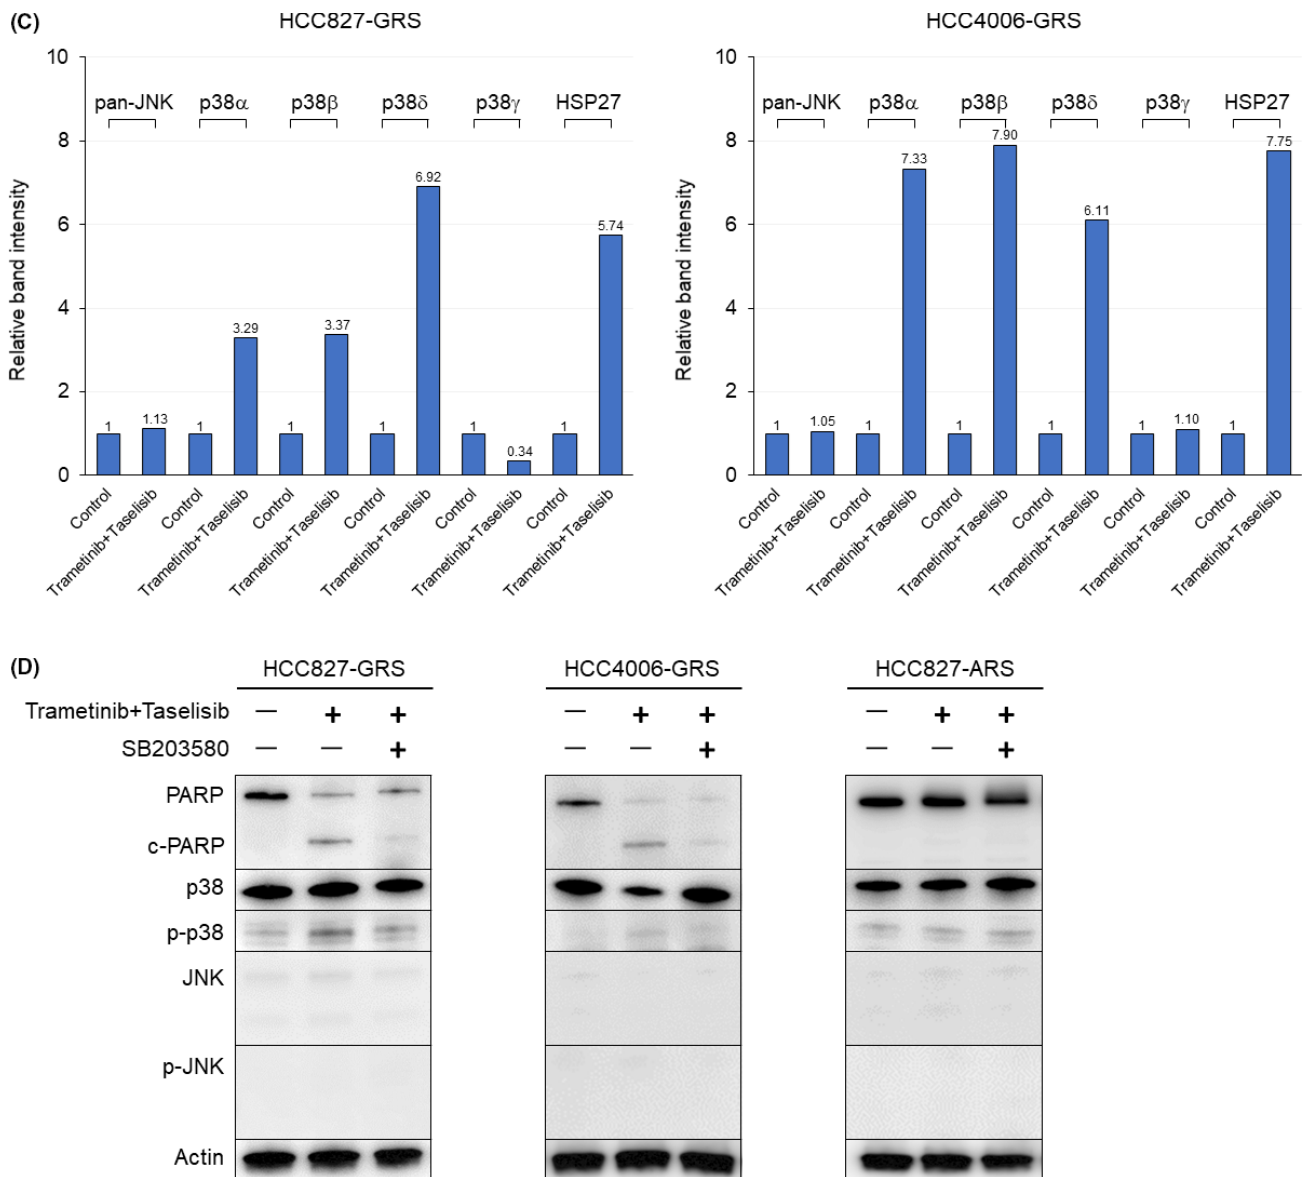 (C)
HCC827-GRS
HCC4006-GRS
Relative band intensity
10
8
6
4
2
0
pan-JNK p38α p38β p38δ p38γ HSP27
1 1.13 1 3.29 1 3.37 1 6.92 1 0.34 1 5.74
Control Trametinib+Taselisib Control Trametinib+Taselisib Control Trametinib+Taselisib Control Trametinib+Taselisib Control Trametinib+Taselisib Control Trametinib+Taselisib
Relative band intensity
10
8
6
4
2
0
pan-JNK p38α p38β p38δ p38γ HSP27
1 1.05 1 7.33 1 7.90 1 6.11 1 1.10 1 7.75
Control Trametinib+Taselisib Control Trametinib+Taselisib Control Trametinib+Taselisib Control Trametinib+Taselisib Control Trametinib+Taselisib Control Trametinib+Taselisib
(D)
HCC827-GRS HCC4006-GRS HCC827-ARS
Trametinib+Taselisib — + + — + + — + +
SB203580 — — + — — + — — +
PARP
c-PARP
p38
p-p38
JNK
p-JNK
Actin